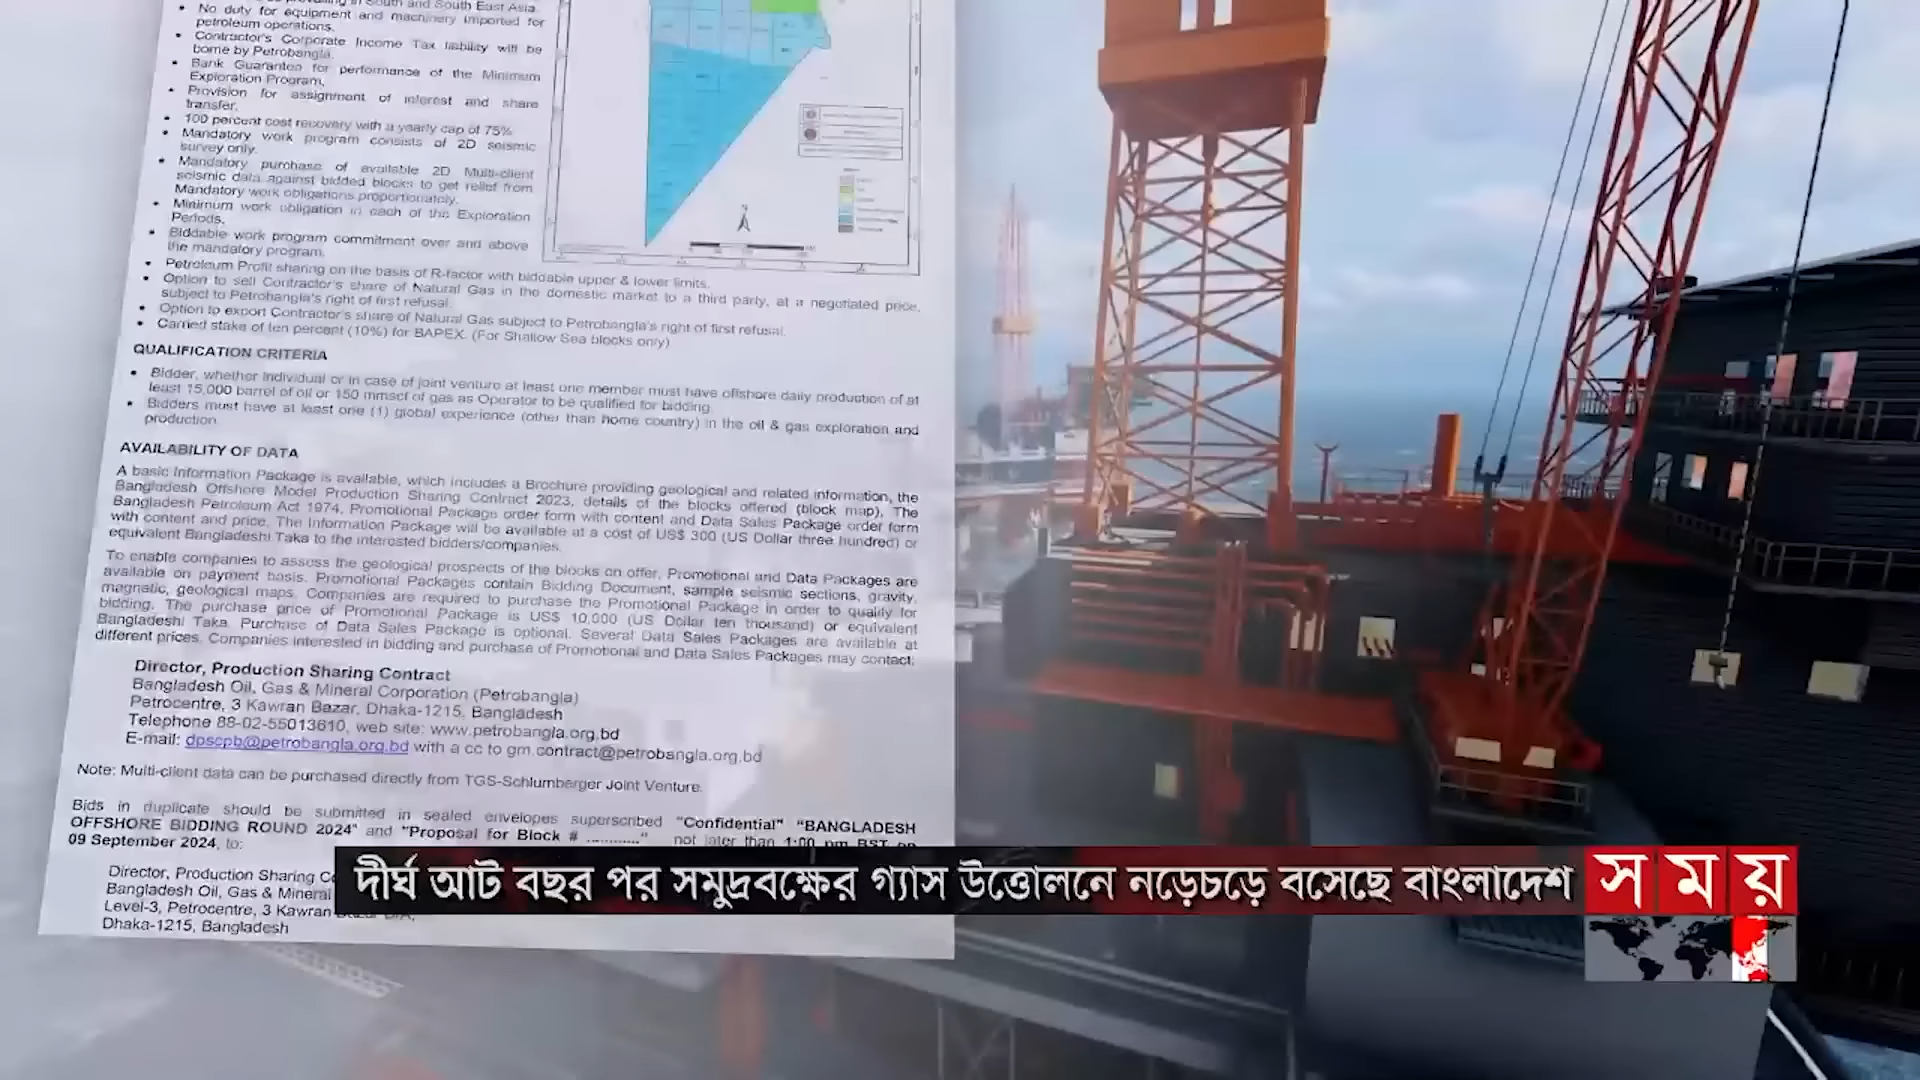 prevailing in South and South East Asia.
• No duty for equipment and machinery imported for
petroleum operations.
• Contractor's Corporate Income Tax liability will be
borne by Petrobangla.
• Bank Guarantee for performance of the Minimum
Exploration Program.
• Provision for assignment of interest and share
transfer.
• 100 percent cost recovery with a yearly cap of 75%
• Mandatory work program consists of 2D seismic
survey only.
• Mandatory purchase of available 2D Multi-client
seismic data against bidded blocks to get relief from
Mandatory work obligations proportionately.
• Minimum work obligation in each of the Exploration
Periods.
• Biddable work program commitment over and above
the mandatory program.
• Petroleum Profit sharing on the basis of R-factor with biddable upper & lower limits.
• Option to sell Contractor's share of Natural Gas in the domestic market to a third party, at a negotiated price,
subject to Petrobangla's right of first refusal.
• Option to export Contractor's share of Natural Gas subject to Petrobangla's right of first refusal.
• Carried stake of ten percent (10%) for BAPEX. (For Shallow Sea blocks only)
QUALIFICATION CRITERIA
• Bidder, whether individual or in case of joint venture at least one member must have offshore daily production of at
least 15,000 barrel of oil or 150 mmscf of gas as Operator to be qualified for bidding.
• Bidders must have at least one (1) global experience (other than home country) in the oil & gas exploration and
production.
AVAILABILITY OF DATA
A basic Information Package is available, which includes a Brochure providing geological and related information, the
Bangladesh Offshore Model Production Sharing Contract 2023, details of the blocks offered (block map), The
Bangladesh Petroleum Act 1974, Promotional Package order form with content and Data Sales Package order form
with content and price. The Information Package will be available at a cost of US$ 300 (US Dollar three hundred) or
equivalent Bangladeshi Taka to the interested bidders/companies.
To enable companies to assess the geological prospects of the blocks on offer, Promotional and Data Packages are
available on payment basis. Promotional Packages contain Bidding Document, sample seismic sections, gravity,
magnetic, geological maps. Companies are required to purchase the Promotional Package in order to qualify for
bidding. The purchase price of Promotional Package is US$ 10,000 (US Dollar ten thousand) or equivalent
Bangladeshi Taka. Purchase of Data Sales Package is optional. Several Data Sales Packages are available at
different prices. Companies interested in bidding and purchase of Promotional and Data Sales Packages may contact:
Director, Production Sharing Contract
Bangladesh Oil, Gas & Mineral Corporation (Petrobangla)
Petrocentre, 3 Kawran Bazar, Dhaka-1215, Bangladesh
Telephone 88-02-55013610, web site: www.petrobangla.org.bd
E-mail: dpscpb@petrobangla.org.bd with a cc to gm.contract@petrobangla.org.bd
Note: Multi-client data can be purchased directly from TGS-Schlumberger Joint Venture.
Bids in duplicate should be submitted in sealed envelopes superscribed "Confidential" "BANGLADESH
OFFSHORE BIDDING ROUND 2024" and "Proposal for Block # .........." not later than 1:00 pm BST on
09 September 2024, to:
Director, Production Sharing
Bangladesh Oil, Gas & Mineral
Level-3, Petrocentre, 3 Kawran
Dhaka-1215, Bangladesh
N
দীর্ঘ আট বছর পর সমুদ্রবক্ষের গ্যাস উত্তোলনে নড়েচড়ে বসেছে বাংলাদেশ
সময়